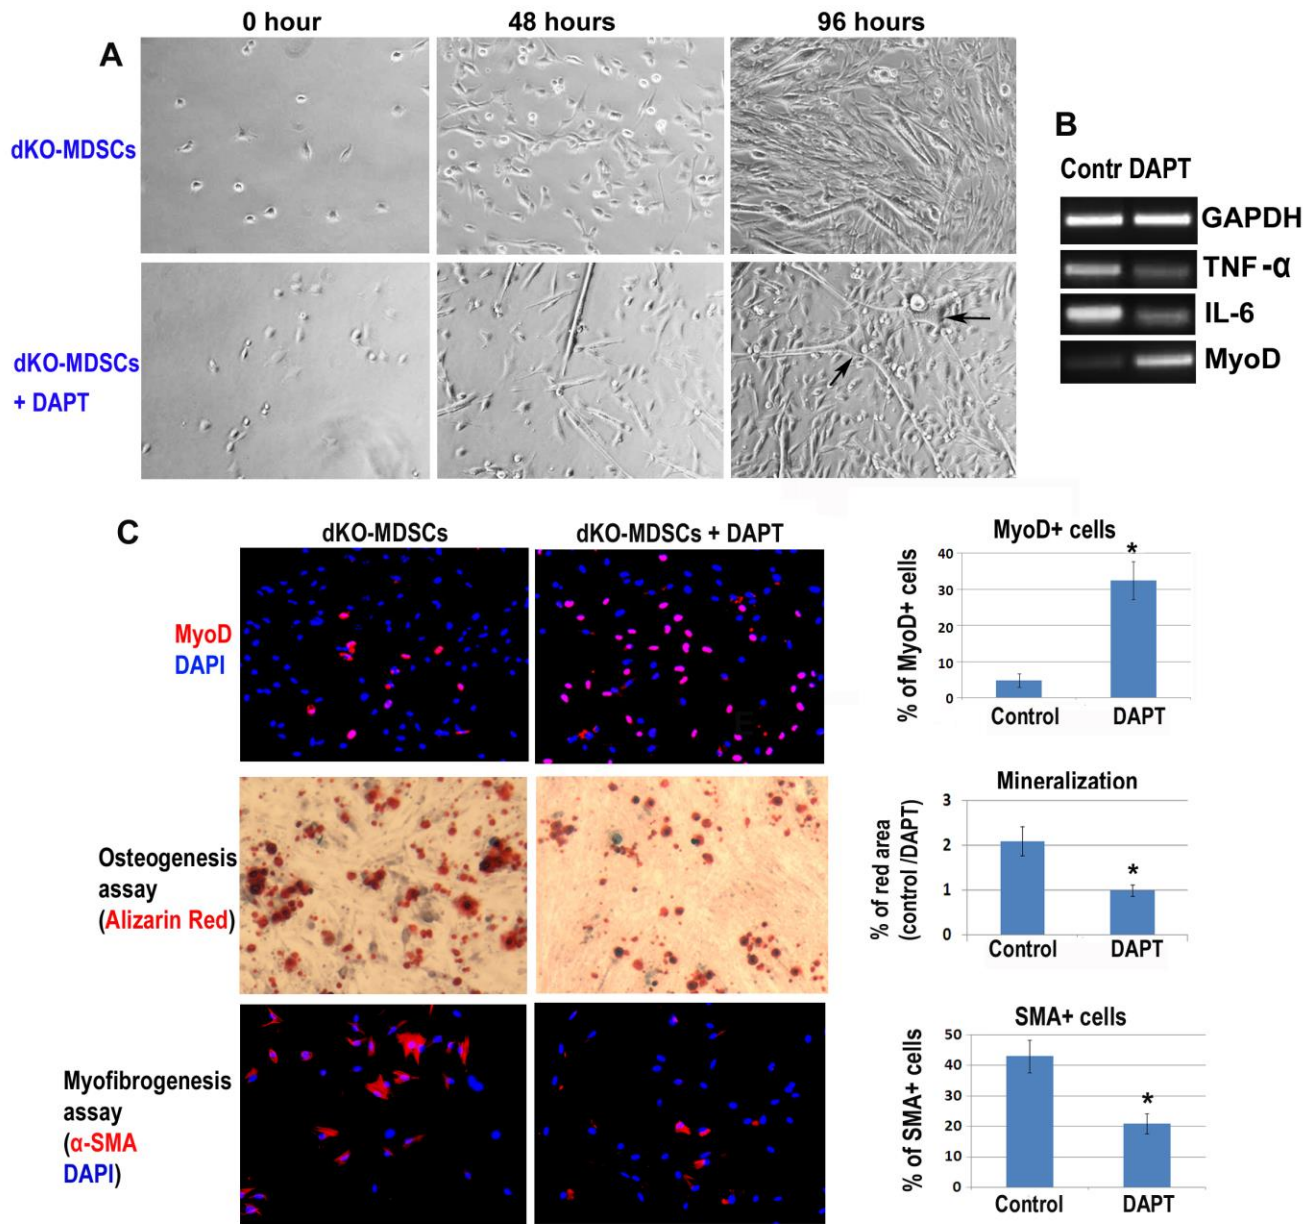 0 hour
48 hours
96 hours
A
dKO-MDSCs
dKO-MDSCs
+ DAPT
B
Contr DAPT
GAPDH
TNF-α
IL-6
MyoD
C
dKO-MDSCs
dKO-MDSCs + DAPT
MyoD
DAPI
MyoD+ cells
% of MyoD+ cells
40
30
20
10
0
Control
DAPT
*
Osteogenesis
assay
(Alizarin Red)
Mineralization
% of red area
(control /DAPT)
3
2
1
0
Control
DAPT
*
Myofibrogenesis
assay
(α-SMA
DAPI)
SMA+ cells
% of SMA+ cells
50
40
30
20
10
0
Control
DAPT
*